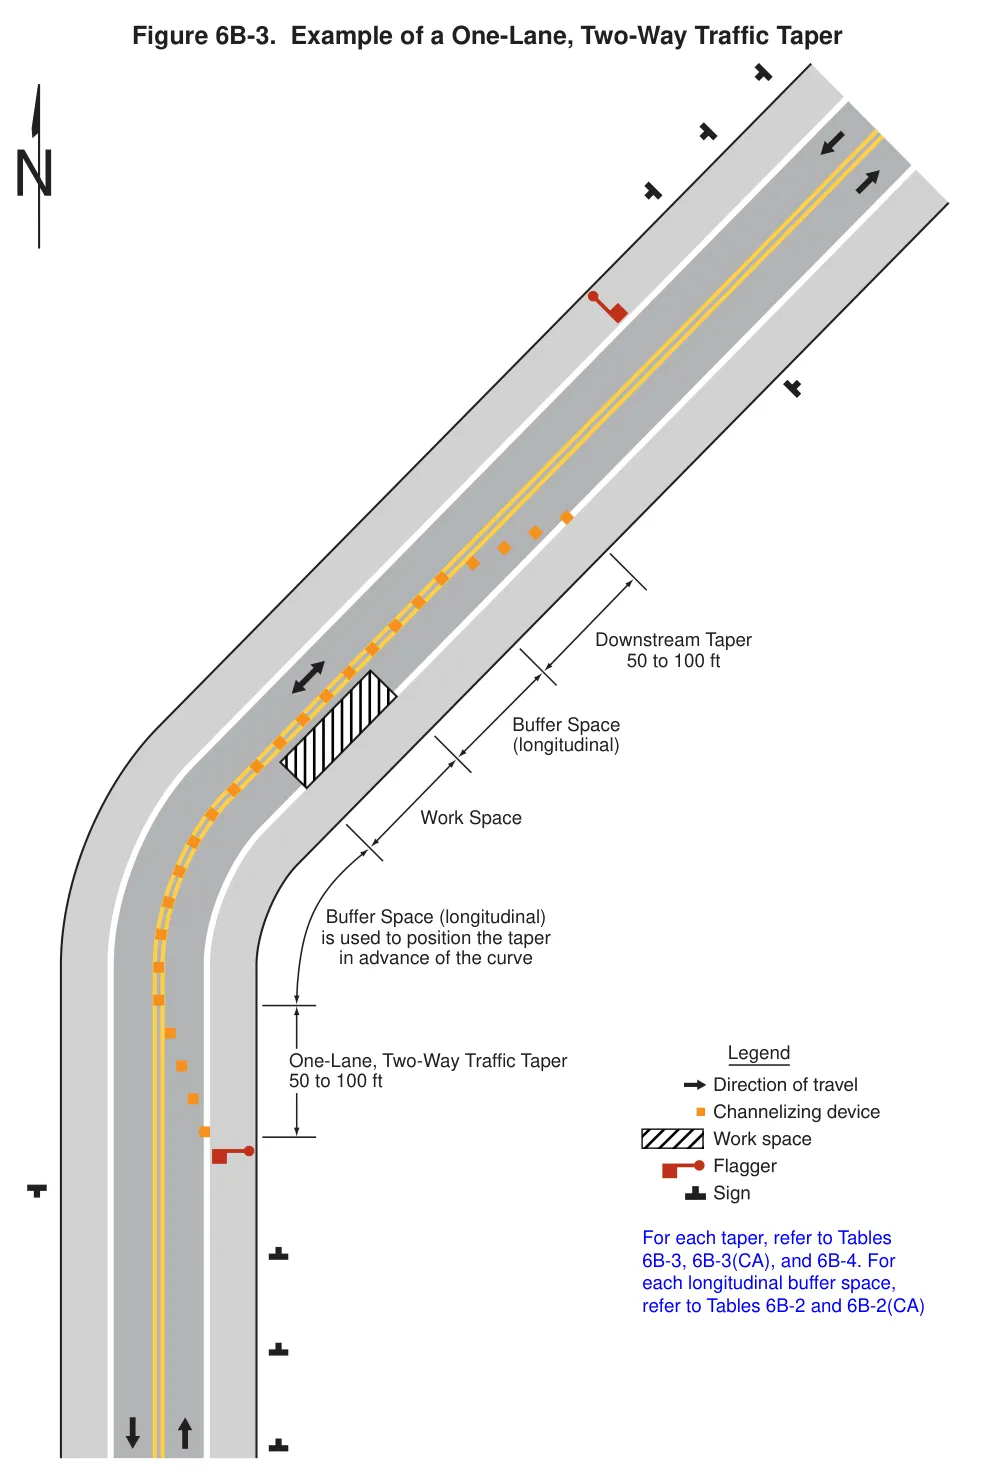 Figure 6B-3.  Example of a One-Lane, Two-Way Traffic Taper
N
Downstream Taper
50 to 100 ft
Buffer Space
(longitudinal)
Work Space
Buffer Space (longitudinal)
is used to position the taper
in advance of the curve
One-Lane, Two-Way Traffic Taper
50 to 100 ft
Legend
Direction of travel
Channelizing device
Work space
Flagger
Sign
For each taper, refer to Tables
6B-3, 6B-3(CA), and 6B-4. For
each longitudinal buffer space,
refer to Tables 6B-2 and 6B-2(CA)